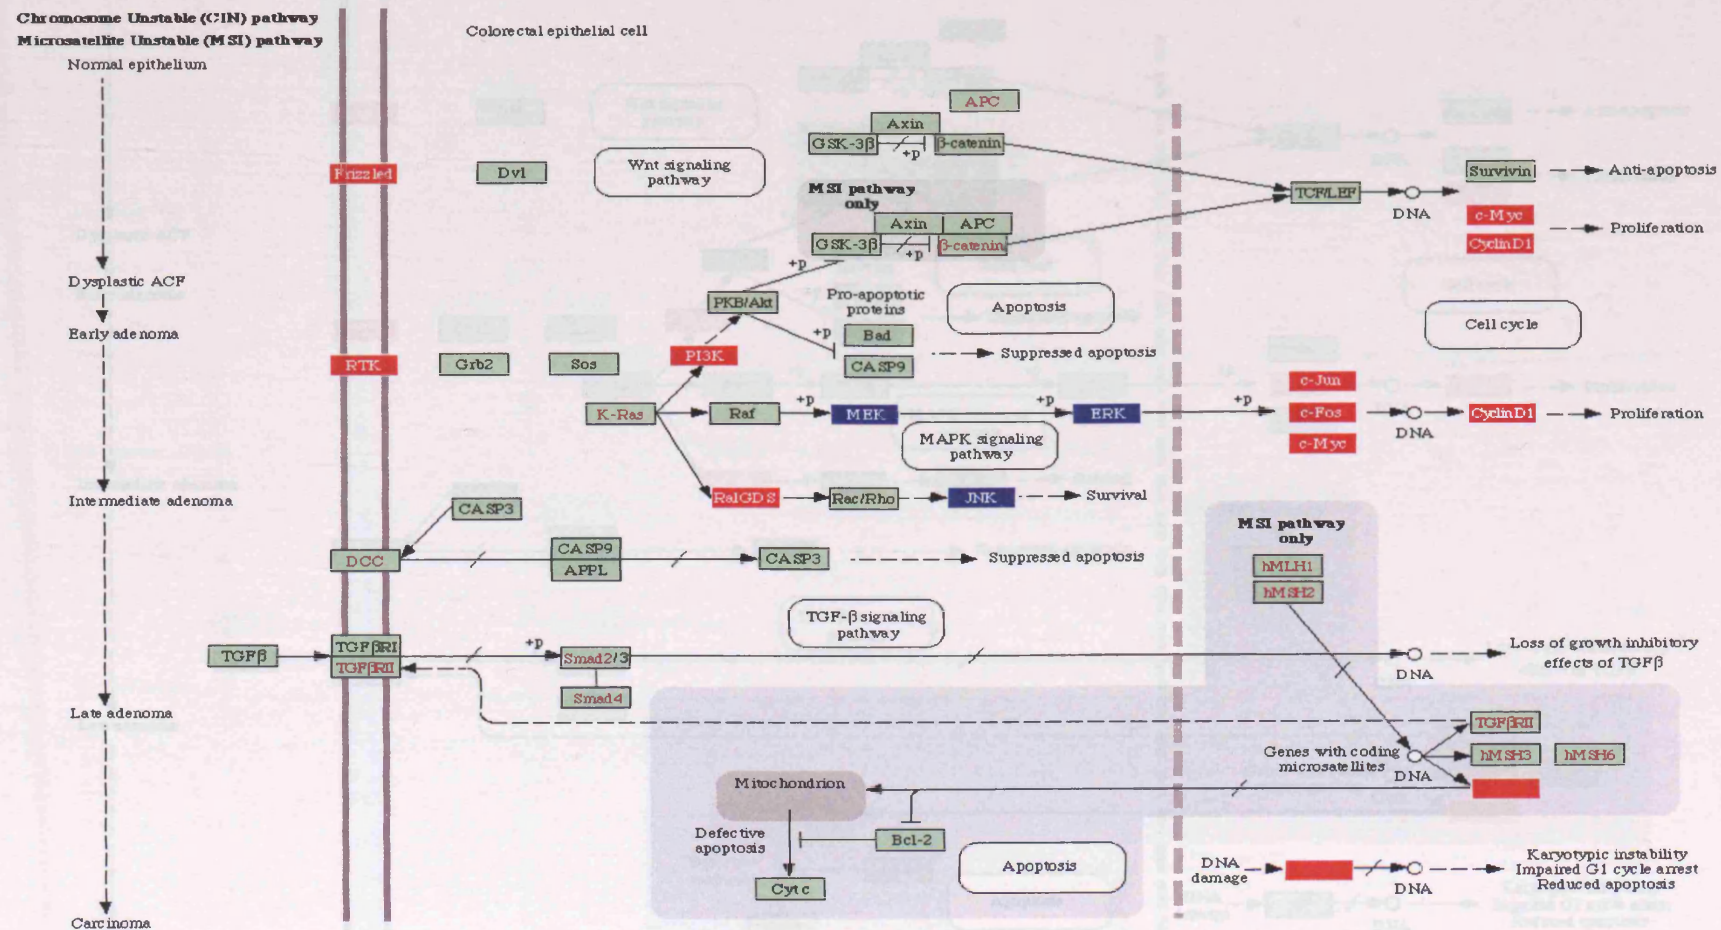 Chromosome Unstable (CIN) pathway
Microsatellite Unstable (MSI) pathway
Normal epithelium
Dysplastic ACF
Early adenoma
Intermediate adenoma
Late adenoma
Carcinoma
Colorectal epithelial cell
APC
Axin
GSK-3β
+p
β-catenin
Frizzled
Dvl
Wnt signaling
pathway
MSI pathway
only
Axin
APC
GSK-3β
+p
β-catenin
TCF/LEF
DNA
Survivin
Anti-apoptosis
c-Myc
CyclinD1
Proliferation
+p
PKB/Akt
Pro-apoptotic
proteins
+p
Bad
CASP9
Suppressed apoptosis
Apoptosis
Cell cycle
RTK
Grb2
Sos
PI3K
K-Ras
Raf
+p
MEK
+p
ERK
+p
c-Jun
c-Fos
c-Myc
DNA
CyclinD1
Proliferation
MAPK signaling
pathway
RalGDS
Rac/Rho
JNK
Survival
CASP3
DCC
CASP9
APPL
CASP3
Suppressed apoptosis
MSI pathway
only
hMLH1
hMSH2
TGF-β signaling
pathway
TGFβ
TGFβRI
TGFβRII
+p
Smad2/3
Smad4
DNA
Loss of growth inhibitory
effects of TGFβ
TGFβRII
Genes with coding
microsatellites
DNA
hMSH3
hMSH6
Mitochondrion
Defective
apoptosis
Bcl-2
Cytc
Apoptosis
DNA
damage
DNA
Karyotypic instability
Impaired G1 cycle arrest
Reduced apoptosis